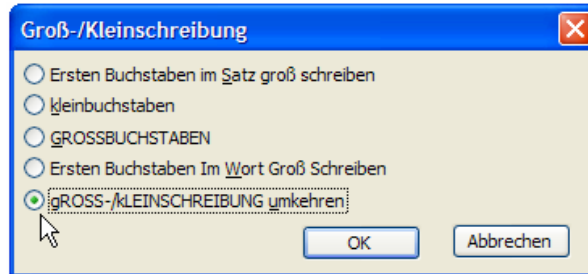 Groß-/Kleinschreibung
Ersten Buchstaben im Satz groß schreiben
kleinbuchstaben
GROSSBUCHSTABEN
Ersten Buchstaben Im Wort Groß Schreiben
gROSS-/kLEINSCHREIBUNG umkehren
OK Abbrechen